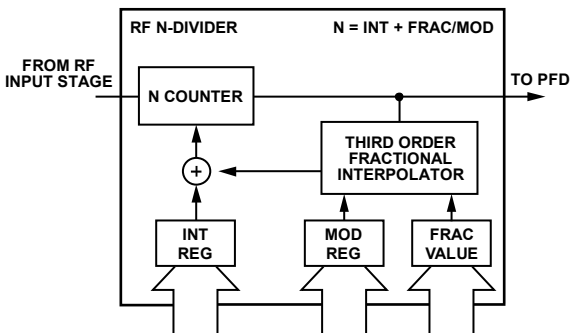 RF N-DIVIDER
N = INT + FRAC/MOD
FROM RF
INPUT STAGE
TO PFD
N COUNTER
THIRD ORDER
FRACTIONAL
INTERPOLATOR
+
INT
REG
MOD
REG
FRAC
VALUE